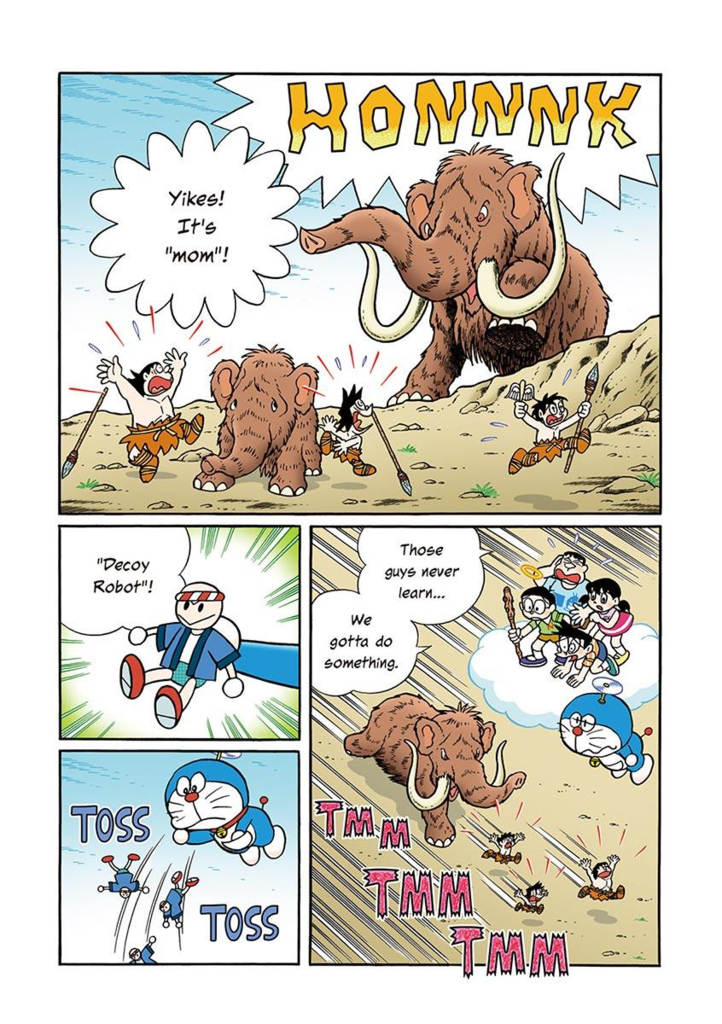 HONNNK
Yikes!
It's
"mom"!
Those
guys never
learn...
We
gotta do
something.
TMM
TMM
TMM
"Decoy
Robot"!
TOSS
TOSS